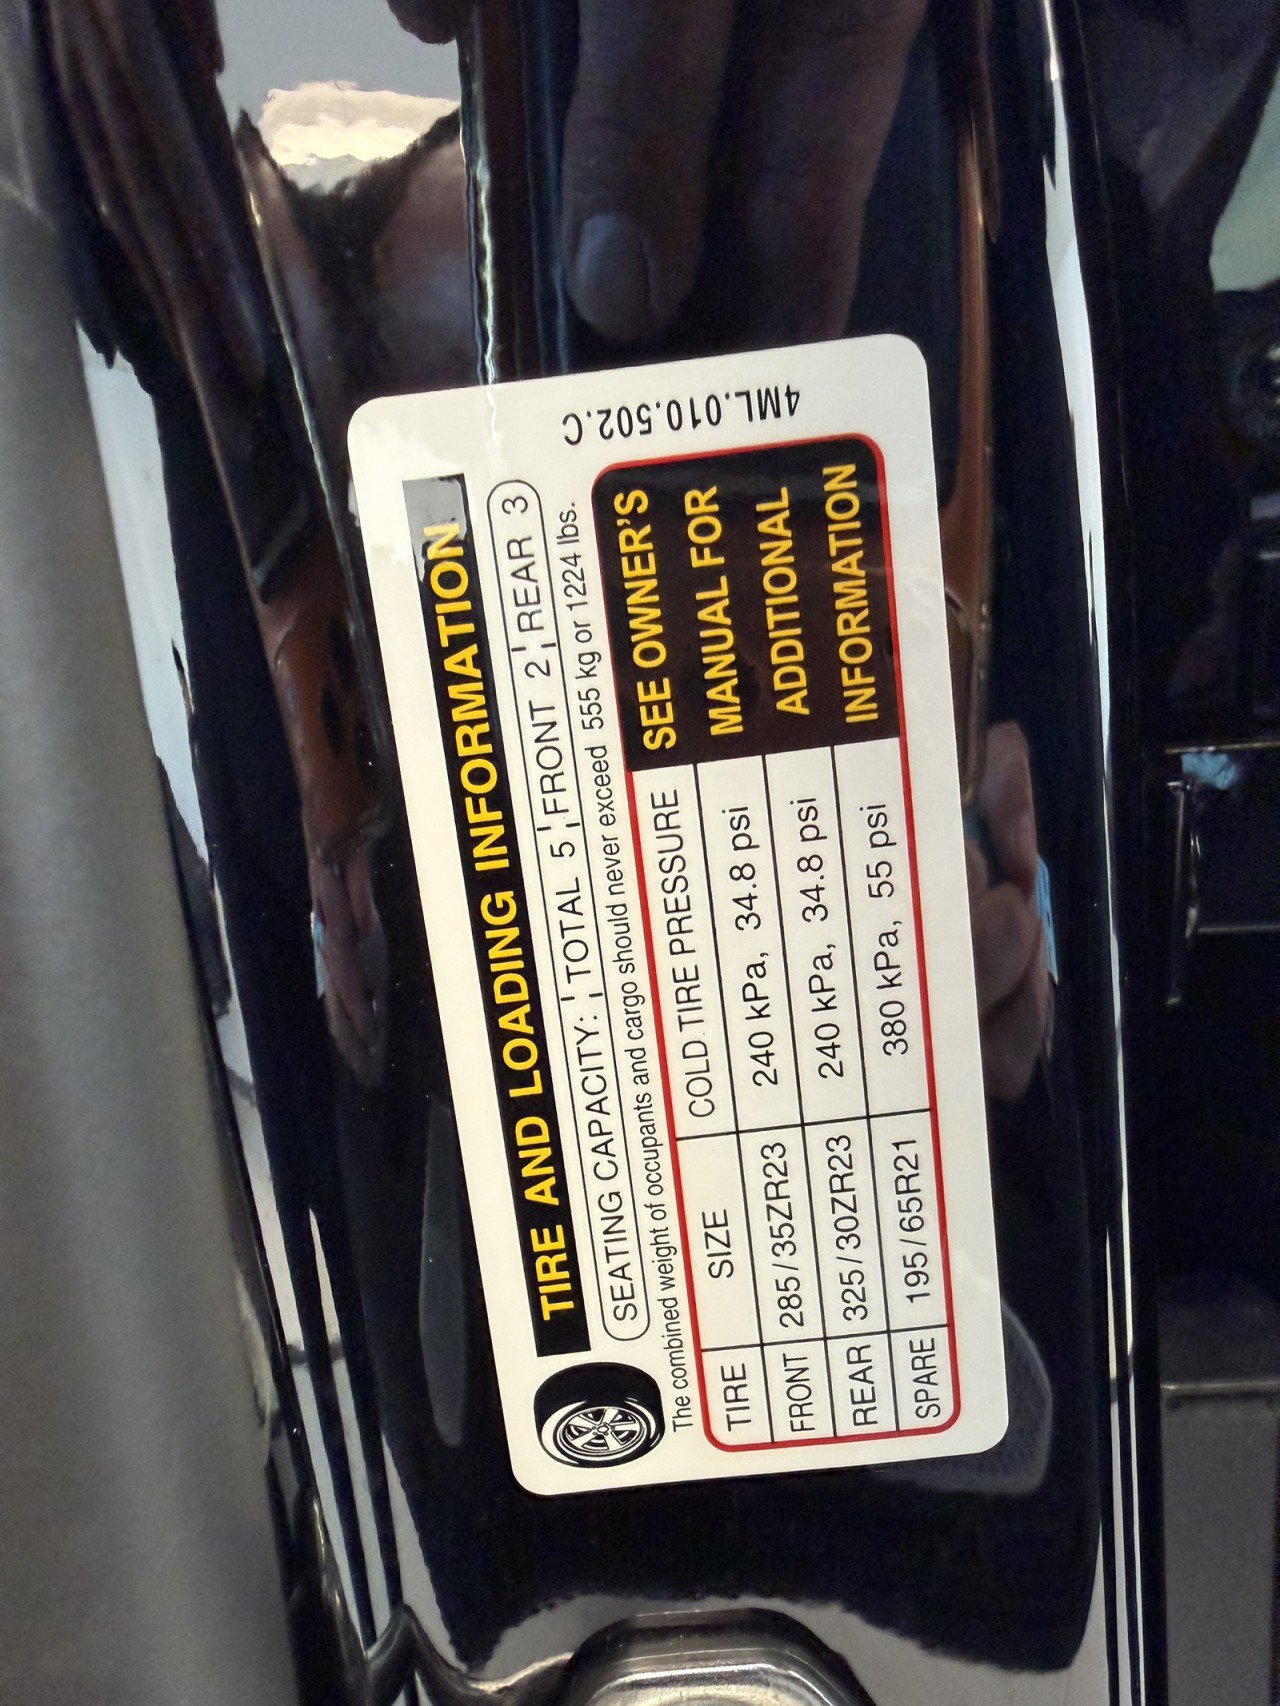 TIRE AND LOADING INFORMATION
SEATING CAPACITY: ¦ TOTAL 5 ¦ FRONT 2 ¦ REAR 3
The combined weight of occupants and cargo should never exceed 555 kg or 1224 lbs.
TIRE SIZE COLD TIRE PRESSURE
FRONT 285/35ZR23 240 kPa, 34.8 psi
REAR 325/30ZR23 240 kPa, 34.8 psi
SPARE 195/65R21 380 kPa, 55 psi
SEE OWNER'S
MANUAL FOR
ADDITIONAL
INFORMATION
4ML.010.502.C